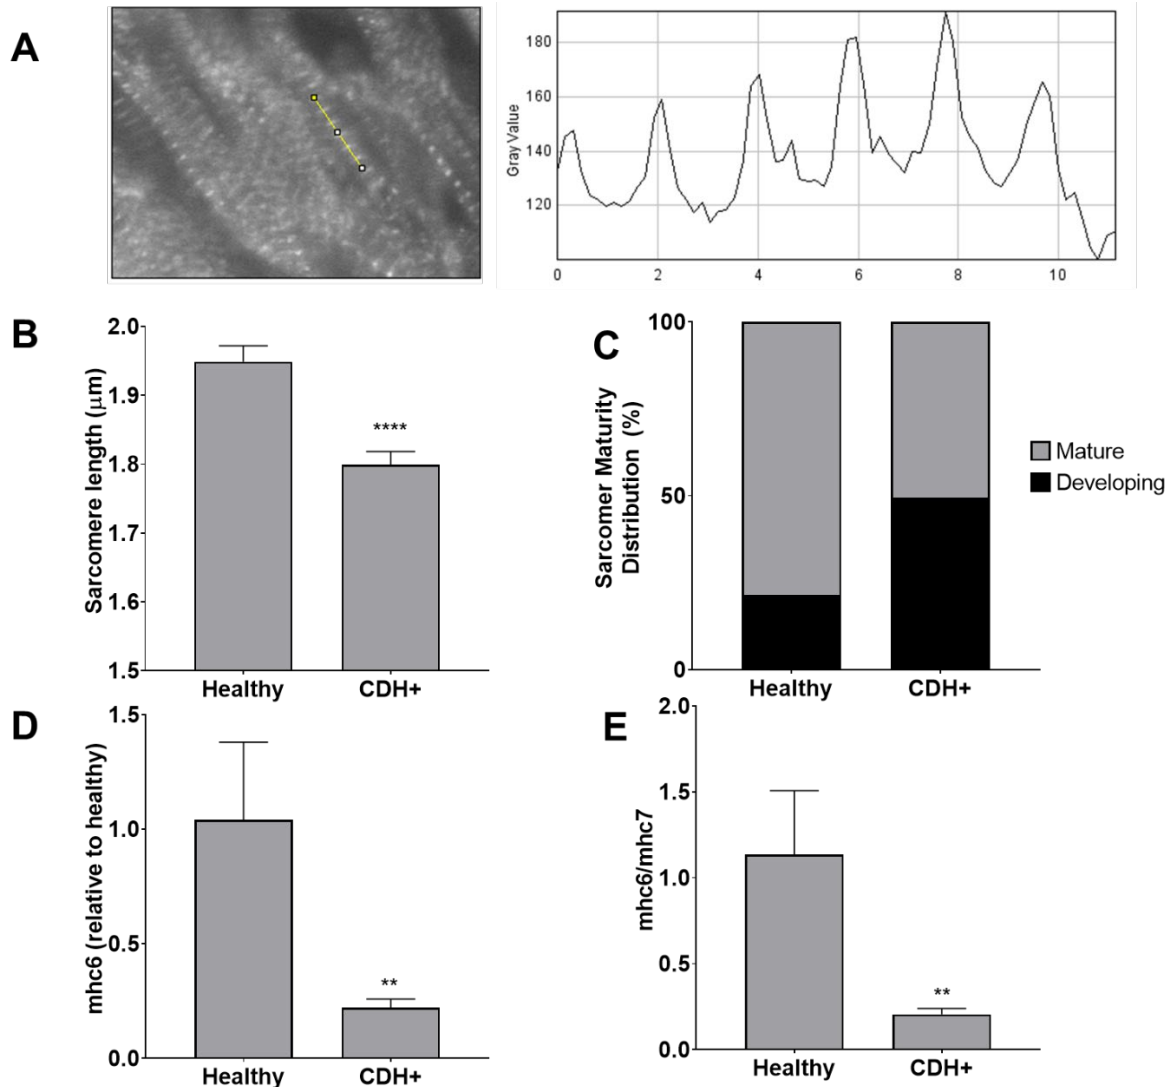 A
Gray Value
180
160
140
120
0 2 4 6 8 10
B
Sarcomere length (μm)
2.0
1.9
1.8
1.7
1.6
1.5
****
Healthy CDH+
C
Sarcomer Maturity
Distribution (%)
100
50
0
Healthy CDH+
Mature
Developing
D
mhc6 (relative to healthy)
1.5
1.0
0.5
0.0
**
Healthy CDH+
E
mhc6/mhc7
2.0
1.5
1.0
0.5
0.0
**
Healthy CDH+